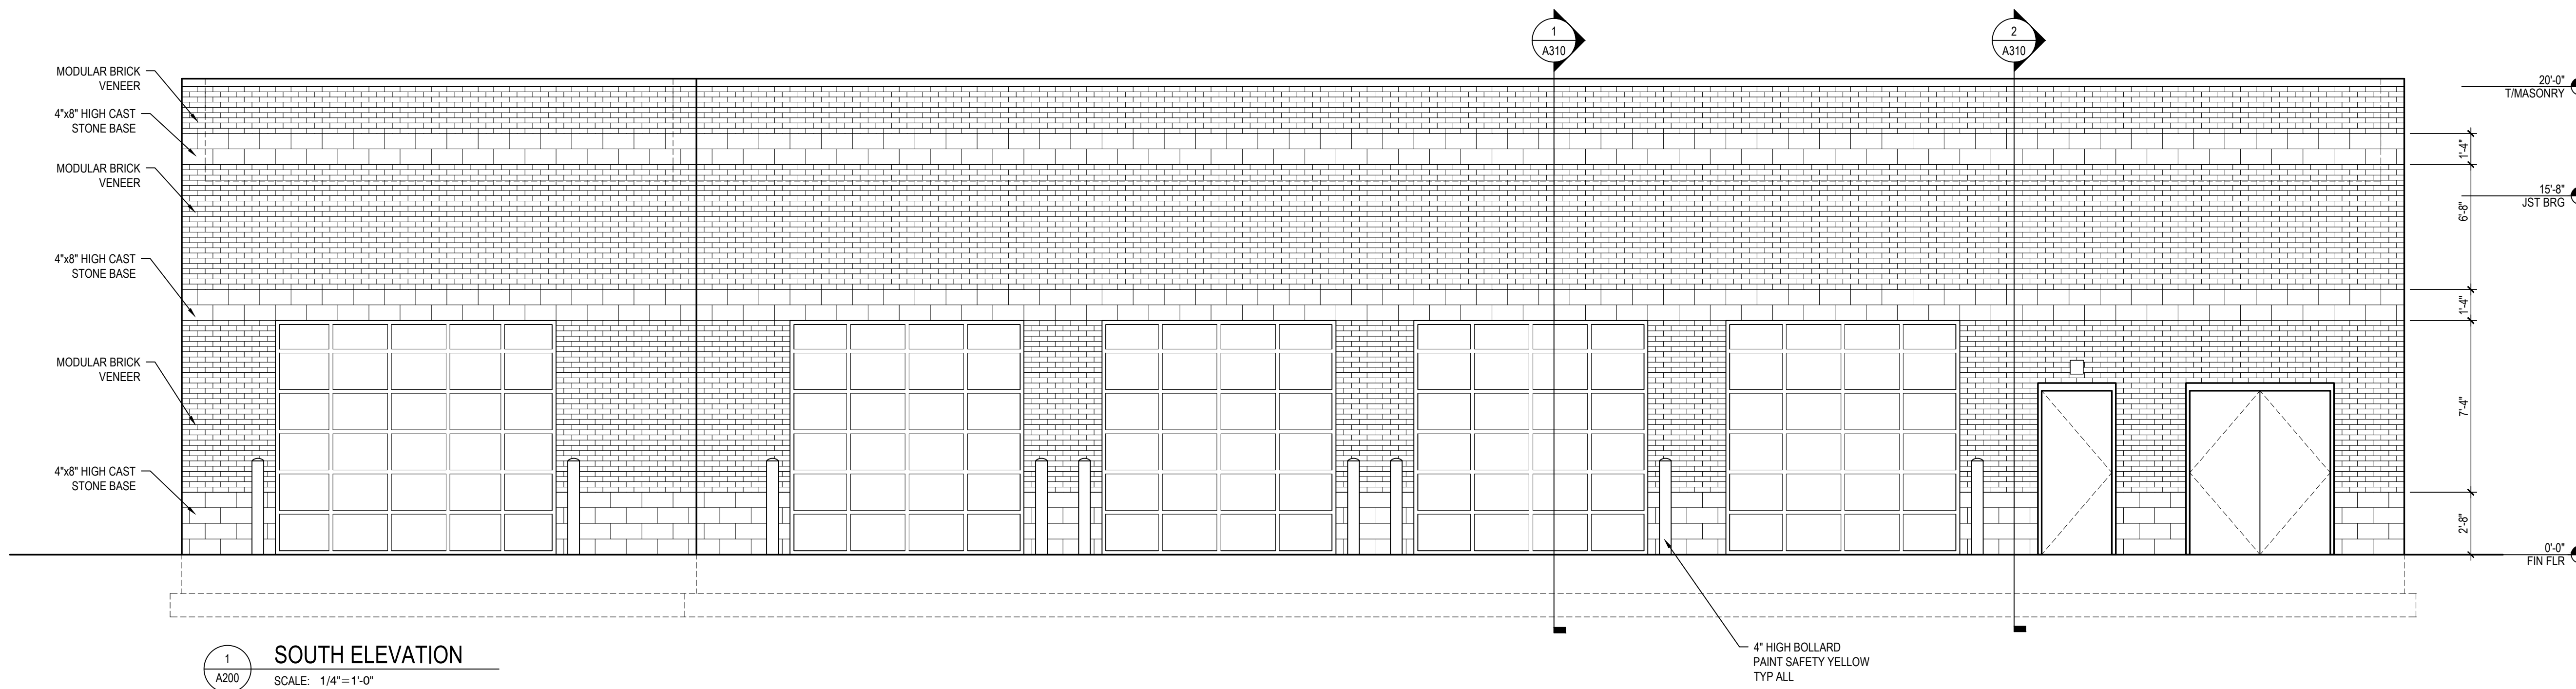 1
A310
2
A310
MODULAR BRICK
VENEER
4"x8" HIGH CAST
STONE BASE
MODULAR BRICK
VENEER
4"x8" HIGH CAST
STONE BASE
MODULAR BRICK
VENEER
4"x8" HIGH CAST
STONE BASE
20'-0"
T/MASONRY
1'-4"
15'-8"
JST BRG
6'-8"
1'-4"
7'-4"
2'-8"
0'-0"
FIN FLR
4" HIGH BOLLARD
PAINT SAFETY YELLOW
TYP ALL
1
A200
SOUTH ELEVATION
SCALE: 1/4"=1'-0"